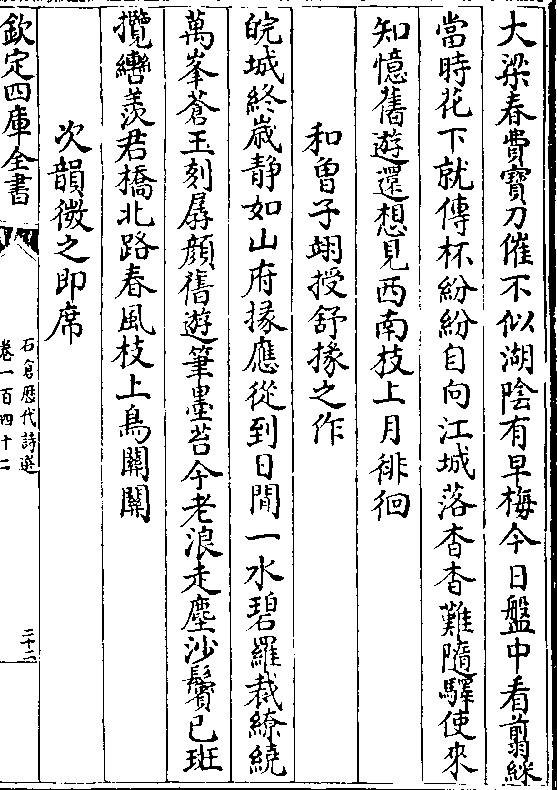 大梁春費寶刀催不似湖陰有早梅今日盤中看翦綵
當時花下就傳杯紛紛自向江城落杳杳難隨驛使來
知憶舊遊還想見西南枝上月徘徊
和曾子翊授舒掾之作
皖城終歲靜如山府掾應從到日閒一水碧羅裁繚繞
萬峯蒼玉刻孱顔舊遊筆墨苔今老浪走塵沙鬢已斑
攬轡羨君橋北路春風枝上鳥關關
次韻微之即席
欽定四庫全書
石倉歷代詩選
卷一百四十二
二十二